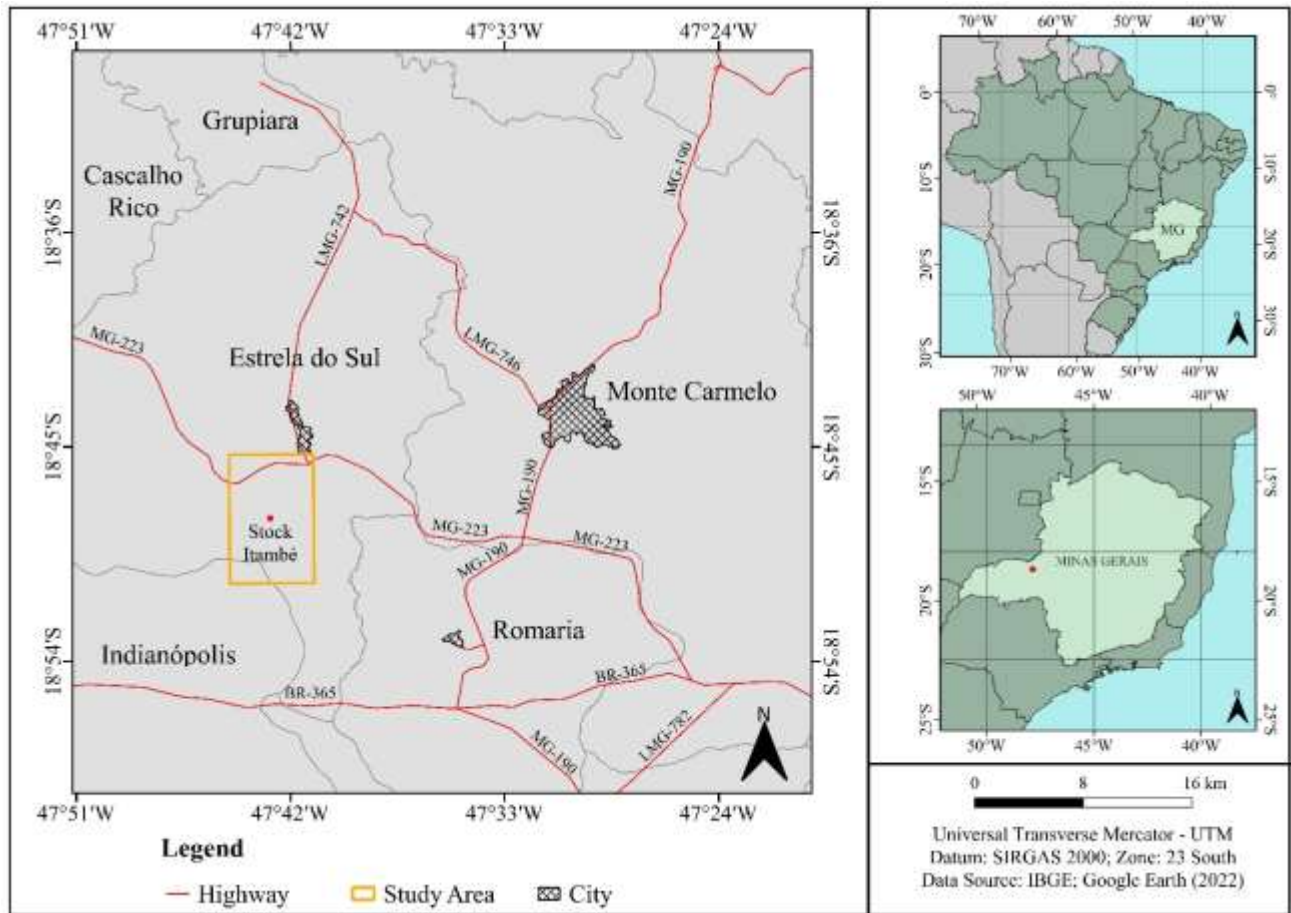 47°51'W
47°42'W
47°33'W
47°24'W
Grupiara
Cascalho
Rico
MG-190
18°36'S
LMG-742
18°36'S
MG-223
Estrela do Sul
LMG-746
Monte Carmelo
18°45'S
18°45'S
MG-190
Stock
Itambé
MG-223
MG-223
MG-190
Romaria
Indianópolis
18°54'S
18°54'S
BR-365
BR-365
MG-190
LMG-782
N
47°51'W
47°42'W
47°33'W
47°24'W
Legend
Highway
Study Area
City
70°W
60°W
50°W
40°W
0°
0°
10°S
10°S
MG
20°S
20°S
30°S
30°S
70°W
60°W
50°W
40°W
50°W
45°W
40°W
15°S
15°S
MINAS GERAIS
20°S
20°S
25°S
25°S
50°W
45°W
40°W
0 8 16 km
Universal Transverse Mercator - UTM
Datum: SIRGAS 2000; Zone: 23 South
Data Source: IBGE; Google Earth (2022)